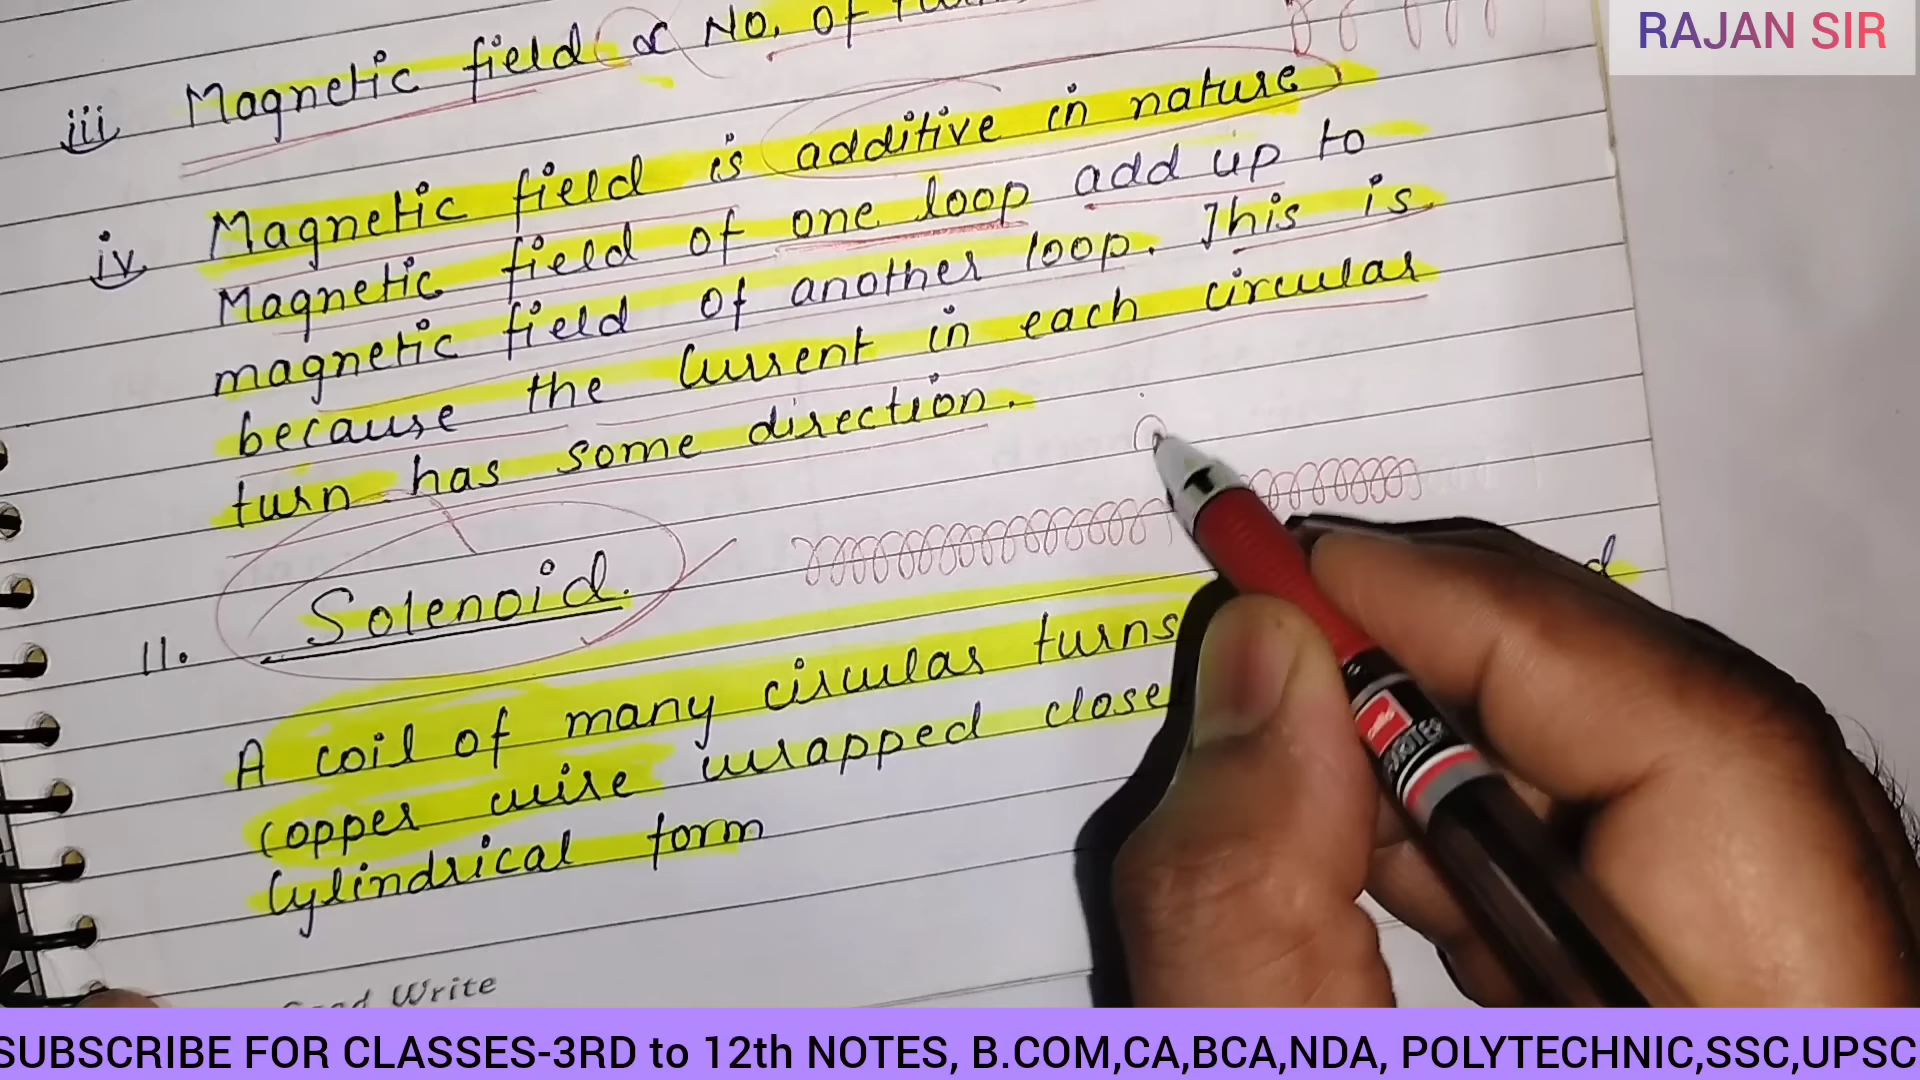 RAJAN SIR
iii Magnetic field ∝ No. of
iv Magnetic field is additive in nature
Magnetic field of one loop add up to
magnetic field of another loop. This is
because the Current in each circular
turn has some direction.
11. Solenoid.
A coil of many circular turns
Copper wire wrapped close
Cylindrical form
Write
SUBSCRIBE FOR CLASSES-3RD to 12th NOTES, B.COM,CA,BCA,NDA, POLYTECHNIC,SSC,UPSC